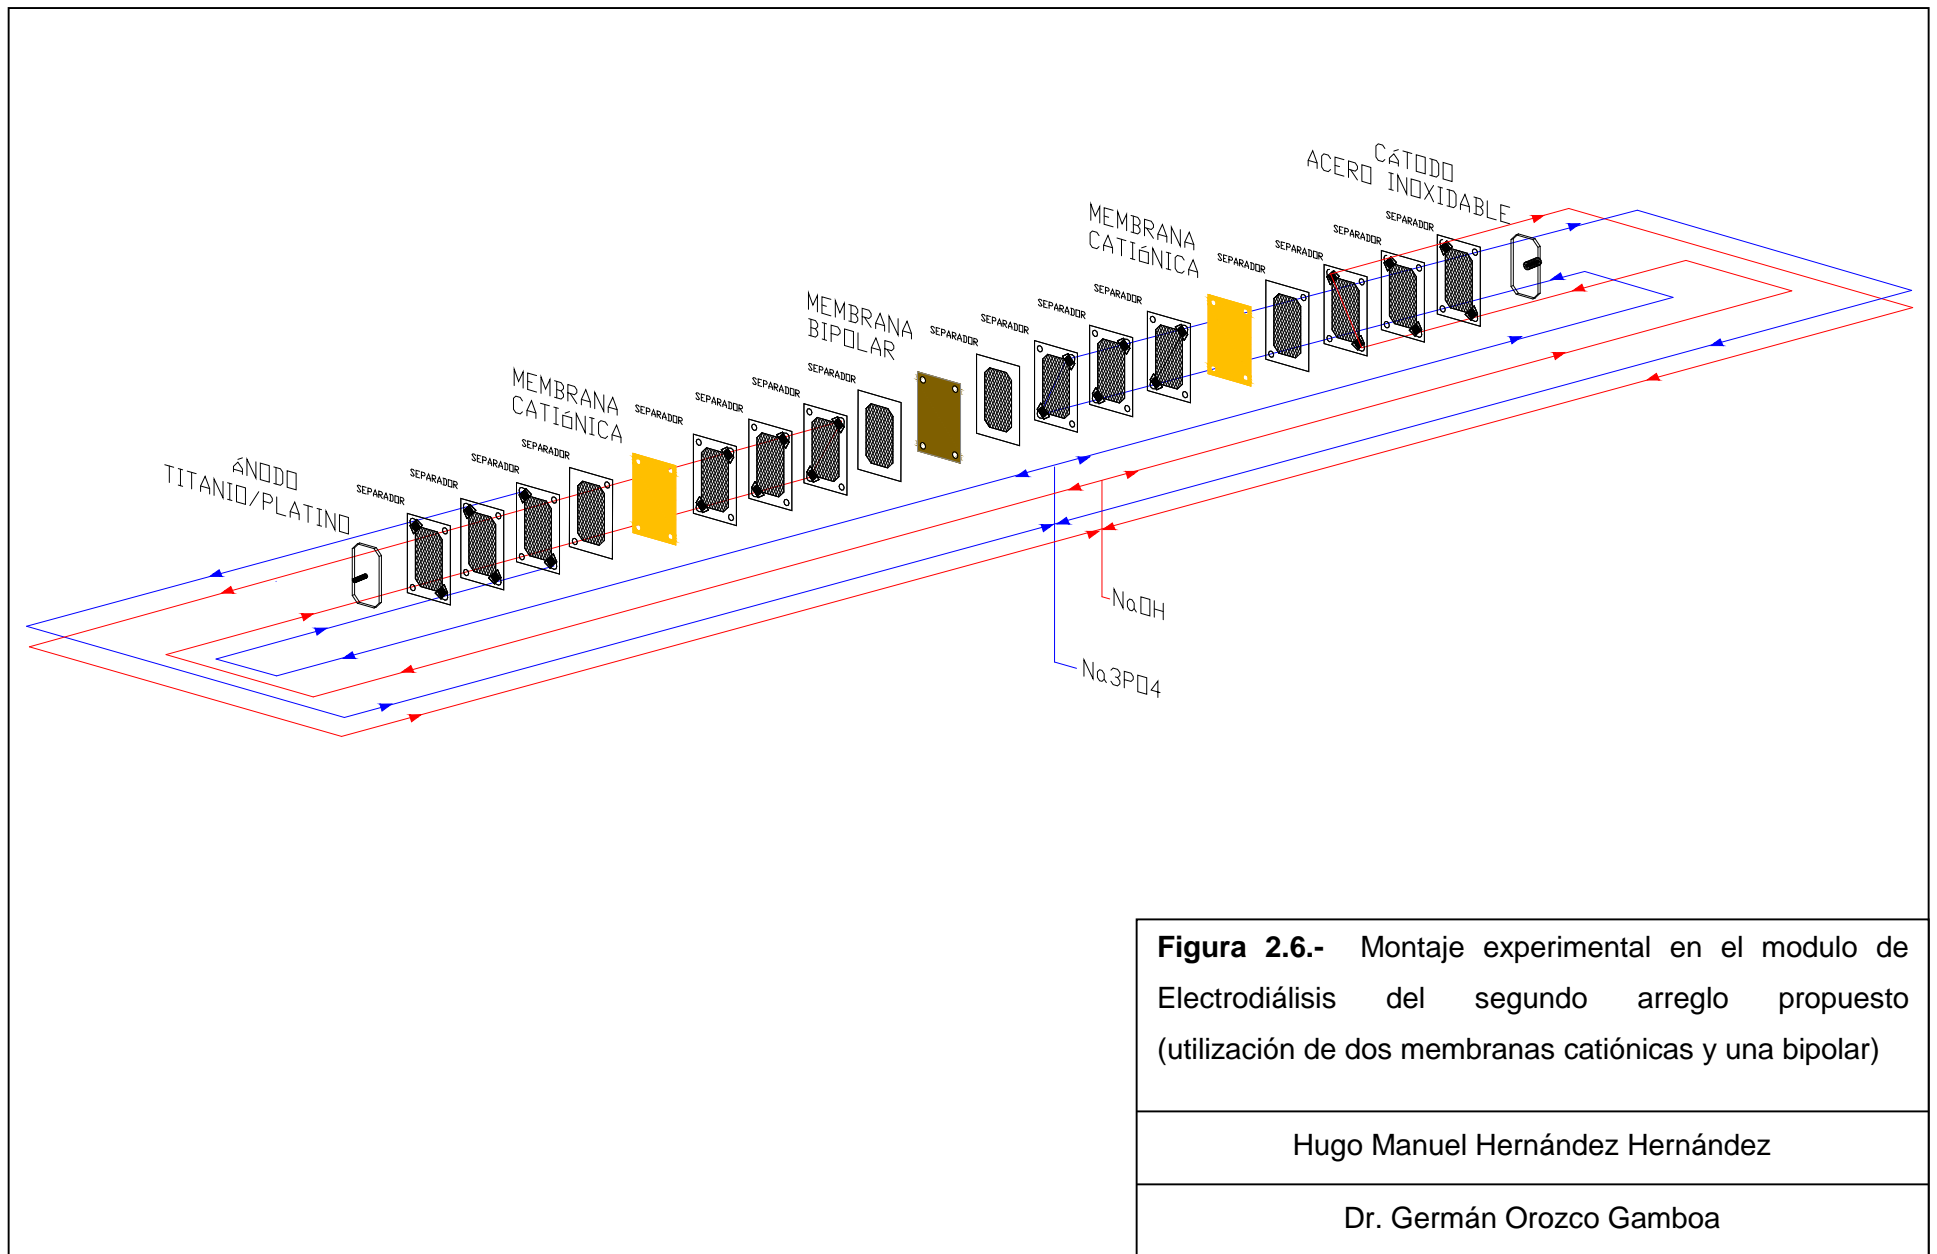 CáTODO
ACERO INOXIDABLE
SEPARADOR
SEPARADOR
SEPARADOR
SEPARADOR
MEMBRANA
CATIóNICA
SEPARADOR
SEPARADOR
SEPARADOR
SEPARADOR
MEMBRANA
BIPOLAR
SEPARADOR
SEPARADOR
SEPARADOR
SEPARADOR
MEMBRANA
CATIóNICA
SEPARADOR
SEPARADOR
SEPARADOR
SEPARADOR
áNODO
TITANIO/PLATINO
NaOH
Na3PO4
Figura 2.6.- Montaje experimental en el modulo de
Electrodiálisis del segundo arreglo propuesto
(utilización de dos membranas catiónicas y una bipolar)
Hugo Manuel Hernández Hernández
Dr. Germán Orozco Gamboa